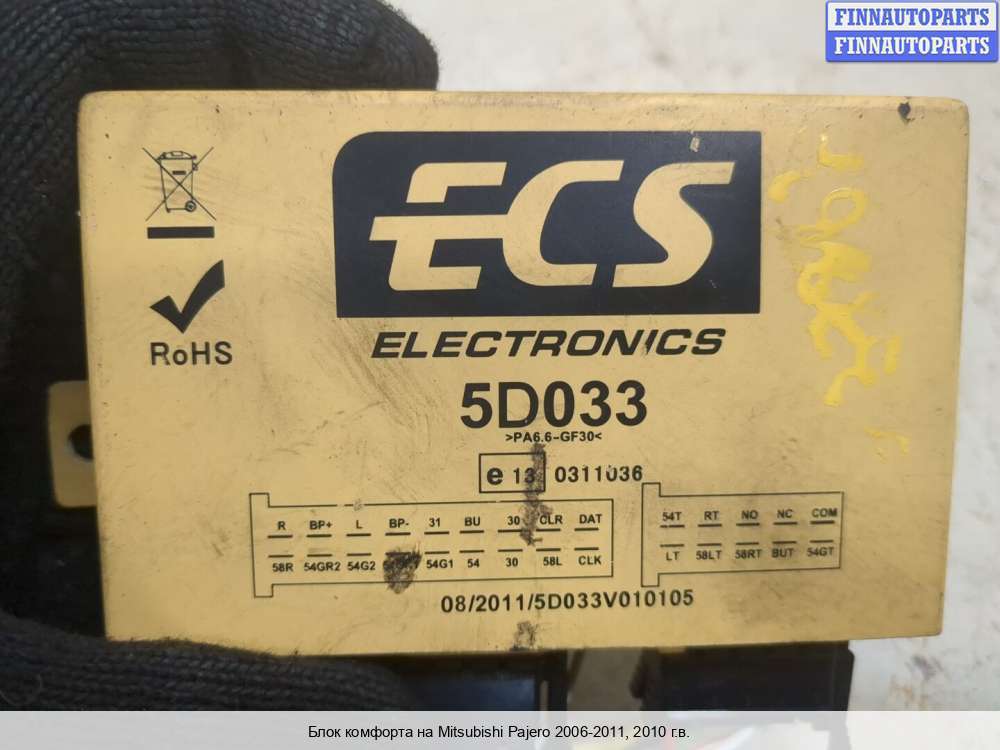 FINNAUTOPARTS
FINNAUTOPARTS
ECS
ELECTRONICS
RoHS
5D033
>PA6.6-GF30<
e 13 0311036
R BP+ L BP- 31 BU 30 CLR DAT
58R 54GR2 54G2 54G1 54 30 58L CLK
54T RT NO NC COM
LT 58LT 58RT BUT 54GT
08/2011/5D033V010105
Блок комфорта на Mitsubishi Pajero 2006-2011, 2010 г.в.